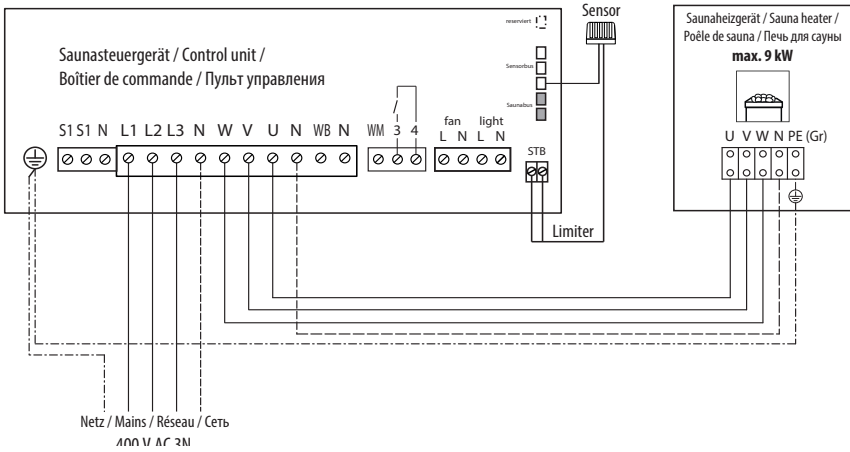 Sensor
reserviert
Saunaheizgerät / Sauna heater /
Poêle de sauna / Печь для сауны
max. 9 kW
Saunasteuergerät / Control unit /
Boîtier de commande / Пульт управления
Sensorbus
Saunabus
S1 S1 N L1 L2 L3 N W V U N WB N WM 3 4
fan light
L N L N
STB
U V W N PE (Gr)
Limiter
Netz / Mains / Réseau / Сеть
400 V AC 3N